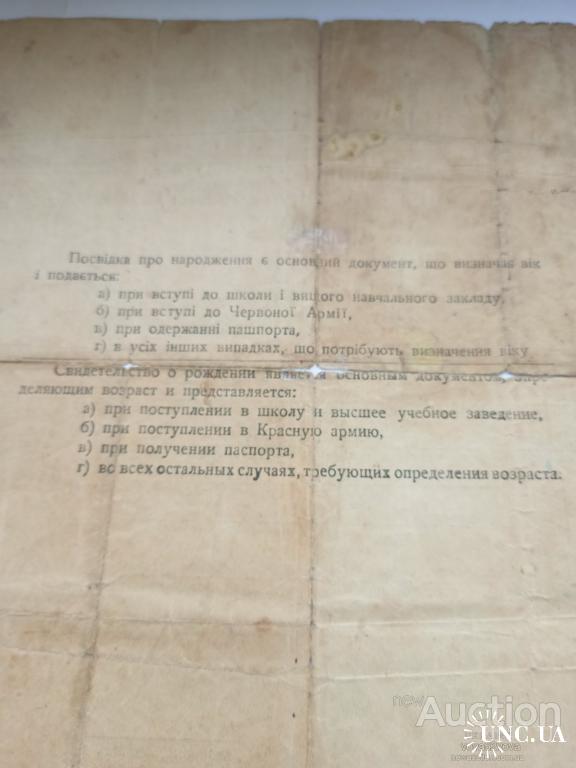 Посвідка про народження є основний документ, що визначає вік
і подається:
а) при вступі до школи і вищого навчального закладу,
б) при вступі до Червоної Армії,
в) при одержанні пашпорта,
г) в усіх інших випадках, що потрібують визначення віку
Свидетельство о рождении является основным документом, опре-
деляющим возраст и представляется:
а) при поступлении в школу и высшее учебное заведение,
б) при поступлении в Красную армию,
в) при получении паспорта,
г) во всех остальных случаях, требующих определения возраста.
new
Auction
UNC.UA